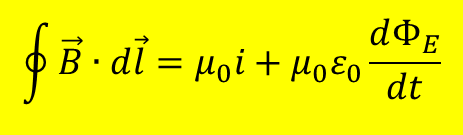 ∮ B⃗ · dl⃗ = μ₀i + μ₀ε₀ dΦ_E/dt